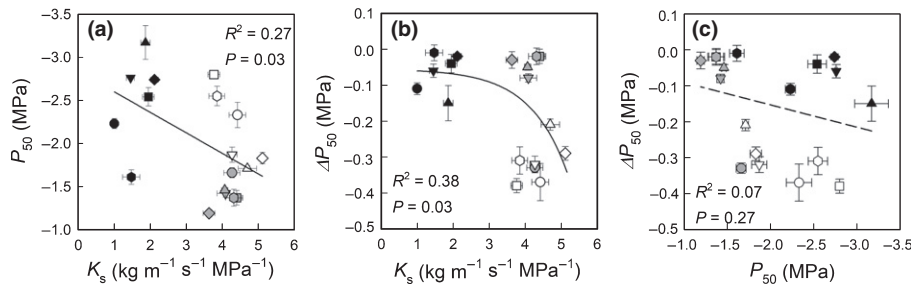 (a)
R² = 0.27
P = 0.03
−3.5
−3.0
−2.5
−2.0
−1.5
−1.0
P₅₀ (MPa)
0 1 2 3 4 5 6
Kₛ (kg m⁻¹ s⁻¹ MPa⁻¹)
(b)
0.1
0.0
−0.1
−0.2
−0.3
−0.4
−0.5
ΔP₅₀ (MPa)
R² = 0.38
P = 0.03
0 1 2 3 4 5 6
Kₛ (kg m⁻¹ s⁻¹ MPa⁻¹)
(c)
0.1
0.0
−0.1
−0.2
−0.3
−0.4
−0.5
ΔP₅₀ (MPa)
R² = 0.07
P = 0.27
−1.0 −1.5 −2.0 −2.5 −3.0 −3.5
P₅₀ (MPa)